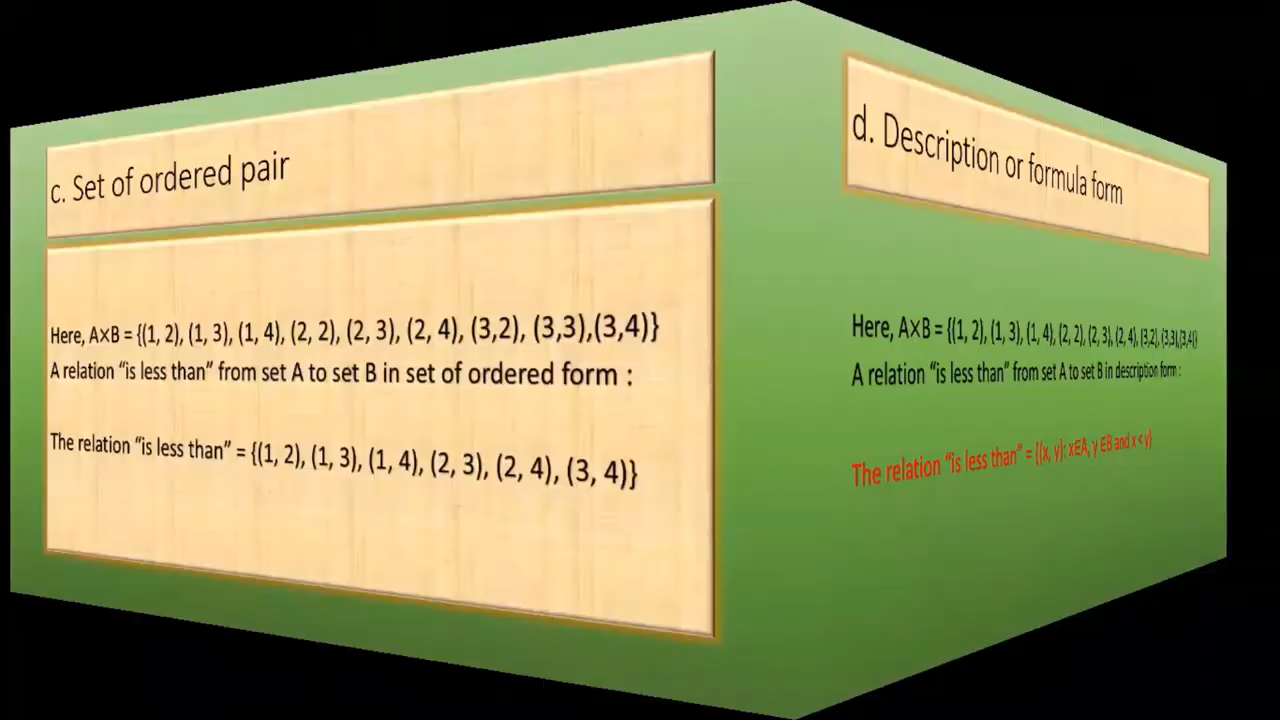 c. Set of ordered pair
Here, A×B = {(1, 2), (1, 3), (1, 4), (2, 2), (2, 3), (2, 4), (3,2), (3,3),(3,4)}
A relation “is less than” from set A to set B in set of ordered form :
The relation “is less than” = {(1, 2), (1, 3), (1, 4), (2, 3), (2, 4), (3, 4)}
d. Description or formula form
Here, A×B = {(1, 2), (1, 3), (1, 4), (2, 2), (2, 3), (2, 4), (3,2), (3,3),(3,4)}
A relation “is less than” from set A to set B in description form :
The relation “is less than” = {(x, y): x∈A, y ∈B and x < y}